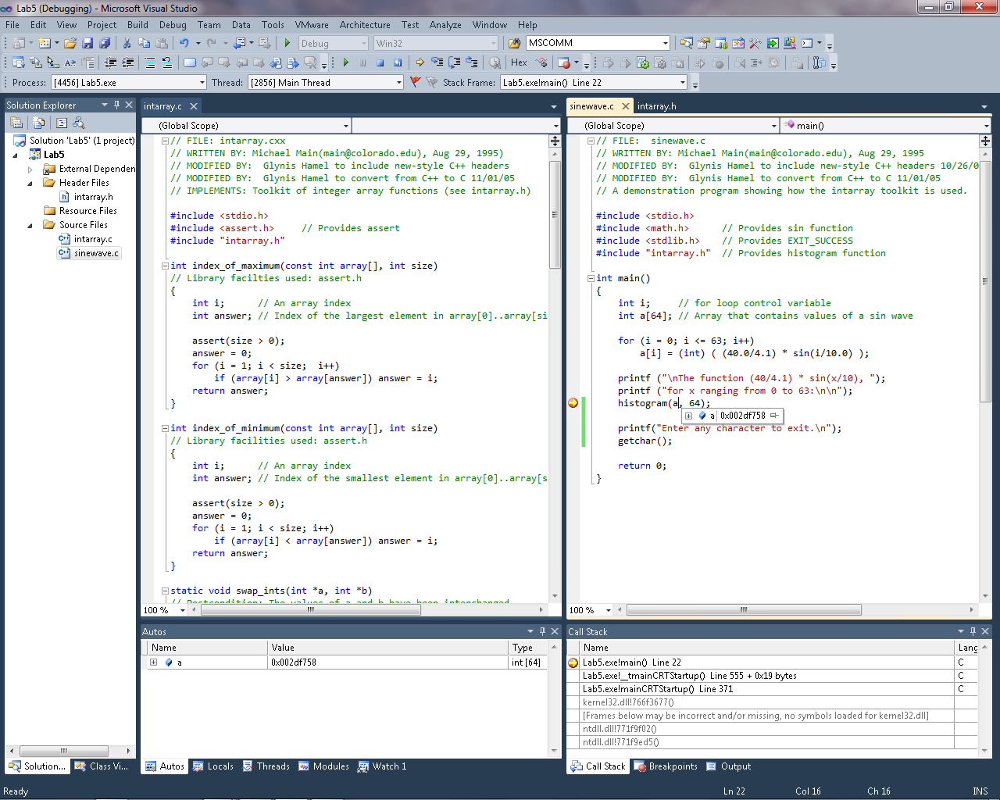 Lab5 (Debugging) - Microsoft Visual Studio
File Edit View Project Build Debug Team Data Tools VMware Architecture Test Analyze Window Help
Debug Win32 MSCOMM
Hex
Process: [4456] Lab5.exe Thread: [2856] Main Thread Stack Frame: Lab5.exe!main() Line 22
Solution Explorer
Solution 'Lab5' (1 project)
Lab5
External Dependen
Header Files
intarray.h
Resource Files
Source Files
intarray.c
sinewave.c
Solution... Class Vi...
intarray.c
(Global Scope)
// FILE: intarray.cxx
// WRITTEN BY: Michael Main(main@colorado.edu), Aug 29, 1995)
// MODIFIED BY:  Glynis Hamel to include new-style C++ headers
// MODIFIED BY:  Glynis Hamel to convert from C++ to C 11/01/05
// IMPLEMENTS: Toolkit of integer array functions (see intarray.h)
#include <stdio.h>
#include <assert.h>     // Provides assert
#include "intarray.h"
int index_of_maximum(const int array[], int size)
// Library facilties used: assert.h
{
int i;      // An array index
int answer; // Index of the largest element in array[0]..array[si
assert(size > 0);
answer = 0;
for (i = 1; i < size;  i++)
if (array[i] > array[answer]) answer = i;
return answer;
}
int index_of_minimum(const int array[], int size)
// Library facilities used: assert.h
{
int i;      // An array index
int answer; // Index of the smallest element in array[0]..array[s
assert(size > 0);
answer = 0;
for (i = 1; i < size; i++)
if (array[i] < array[answer]) answer = i;
return answer;
}
static void swap_ints(int *a, int *b)
// Postcondition: The values of a and b have been interchanged
100 %
sinewave.c intarray.h
(Global Scope) main()
// FILE:  sinewave.c
// WRITTEN BY: Michael Main(main@colorado.edu), Aug 29, 1995
// MODIFIED BY:  Glynis Hamel to include new-style C++ headers 10/26/0
// MODIFIED BY:  Glynis Hamel to convert from C++ to C 11/01/05
// A demonstration program showing how the intarray toolkit is used.
#include <stdio.h>
#include <math.h>      // Provides sin function
#include <stdlib.h>    // Provides EXIT_SUCCESS
#include "intarray.h"  // Provides histogram function
int main()
{
int i;     // for loop control variable
int a[64]; // Array that contains values of a sin wave
for (i = 0; i <= 63; i++)
a[i] = (int) ( (40.0/4.1) * sin(i/10.0) );
printf ("\nThe function (40/4.1) * sin(x/10), ");
printf ("for x ranging from 0 to 63:\n\n");
histogram(a, 64);
a 0x002df758
printf("Enter any character to exit.\n");
getchar();
return 0;
}
100 %
Autos
Name Value Type
a 0x002df758 int [64]
Autos Locals Threads Modules Watch 1
Call Stack
Name Lang
Lab5.exe!main() Line 22 C
Lab5.exe!__tmainCRTStartup() Line 555 + 0x19 bytes C
Lab5.exe!mainCRTStartup() Line 371 C
kernel32.dll!766f3677()
[Frames below may be incorrect and/or missing, no symbols loaded for kernel32.dll]
ntdll.dll!771f9f02()
ntdll.dll!771f9ed5()
Call Stack Breakpoints Output
Ready Ln 22 Col 16 Ch 16 INS